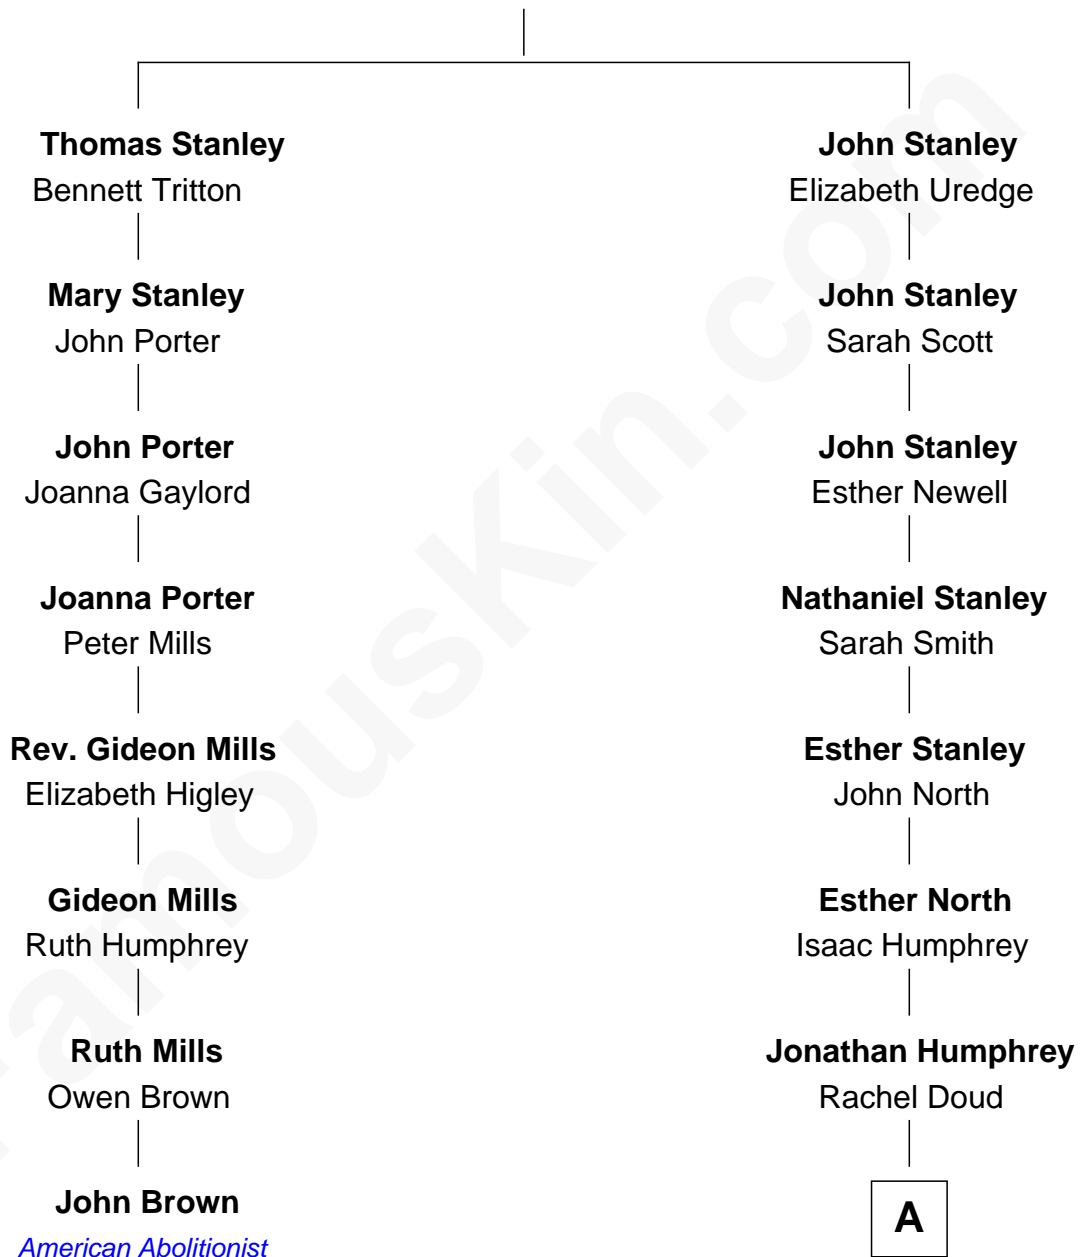 Thomas Stanley
Bennett Tritton
Mary Stanley
John Porter
John Porter
Joanna Gaylord
Joanna Porter
Peter Mills
Rev. Gideon Mills
Elizabeth Higley
Gideon Mills
Ruth Humphrey
Ruth Mills
Owen Brown
John Brown
American Abolitionist
John Stanley
Elizabeth Uredge
John Stanley
Sarah Scott
John Stanley
Esther Newell
Nathaniel Stanley
Sarah Smith
Esther Stanley
John North
Esther North
Isaac Humphrey
Jonathan Humphrey
Rachel Doud
A
FamousKin.com